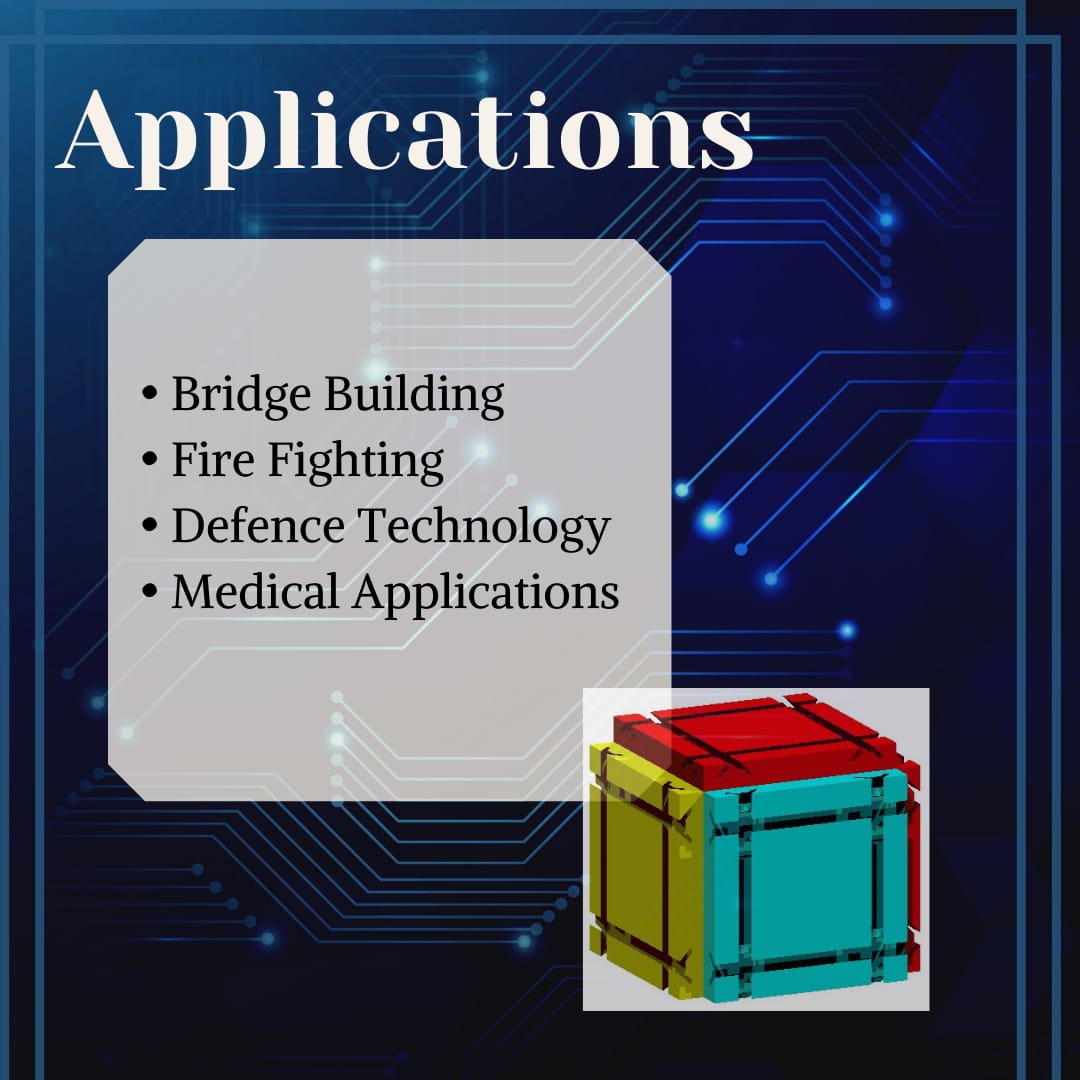 Applications
• Bridge Building
• Fire Fighting
• Defence Technology
• Medical Applications